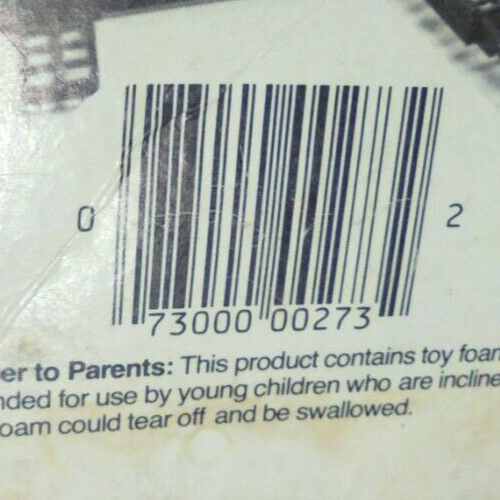 0 73000 00273 2
er to Parents: This product contains toy foam
nded for use by young children who are incline
oam could tear off and be swallowed.